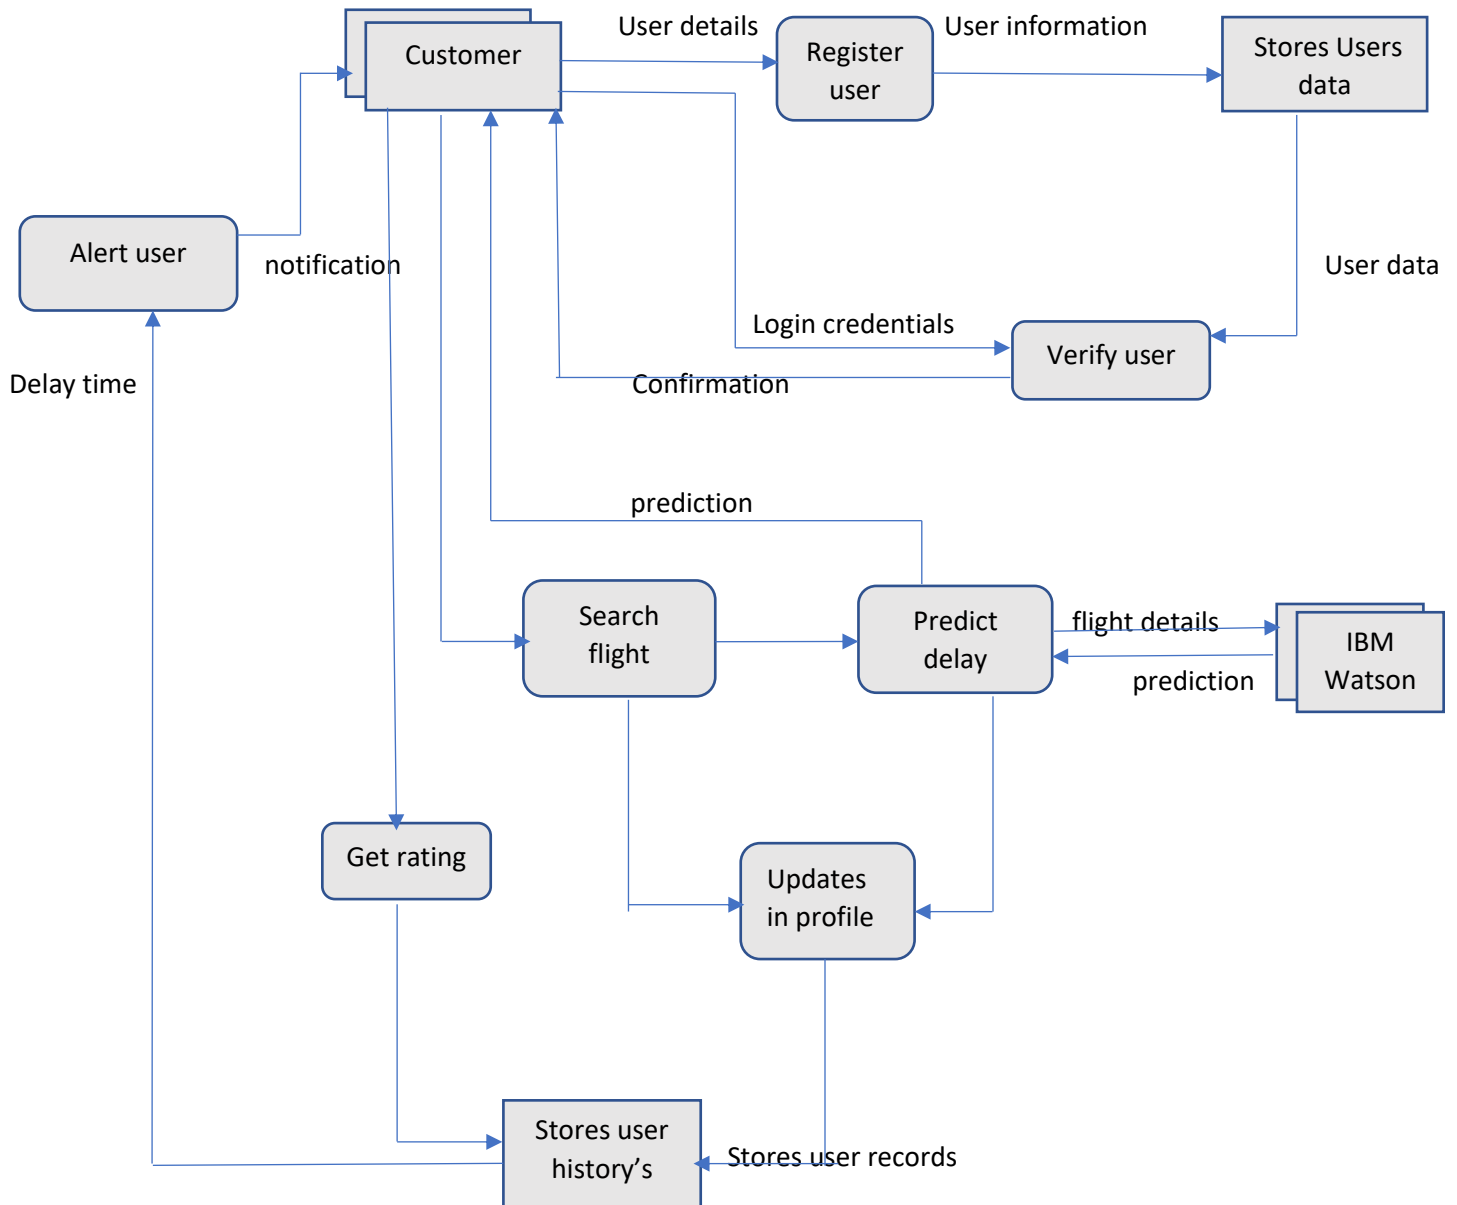 User details
User information
Customer
Register
user
Stores Users
data
Alert user
notification
User data
Login credentials
Verify user
Delay time
Confirmation
prediction
Search
flight
Predict
delay
flight details
IBM
Watson
prediction
Get rating
Updates
in profile
Stores user
history’s
Stores user records